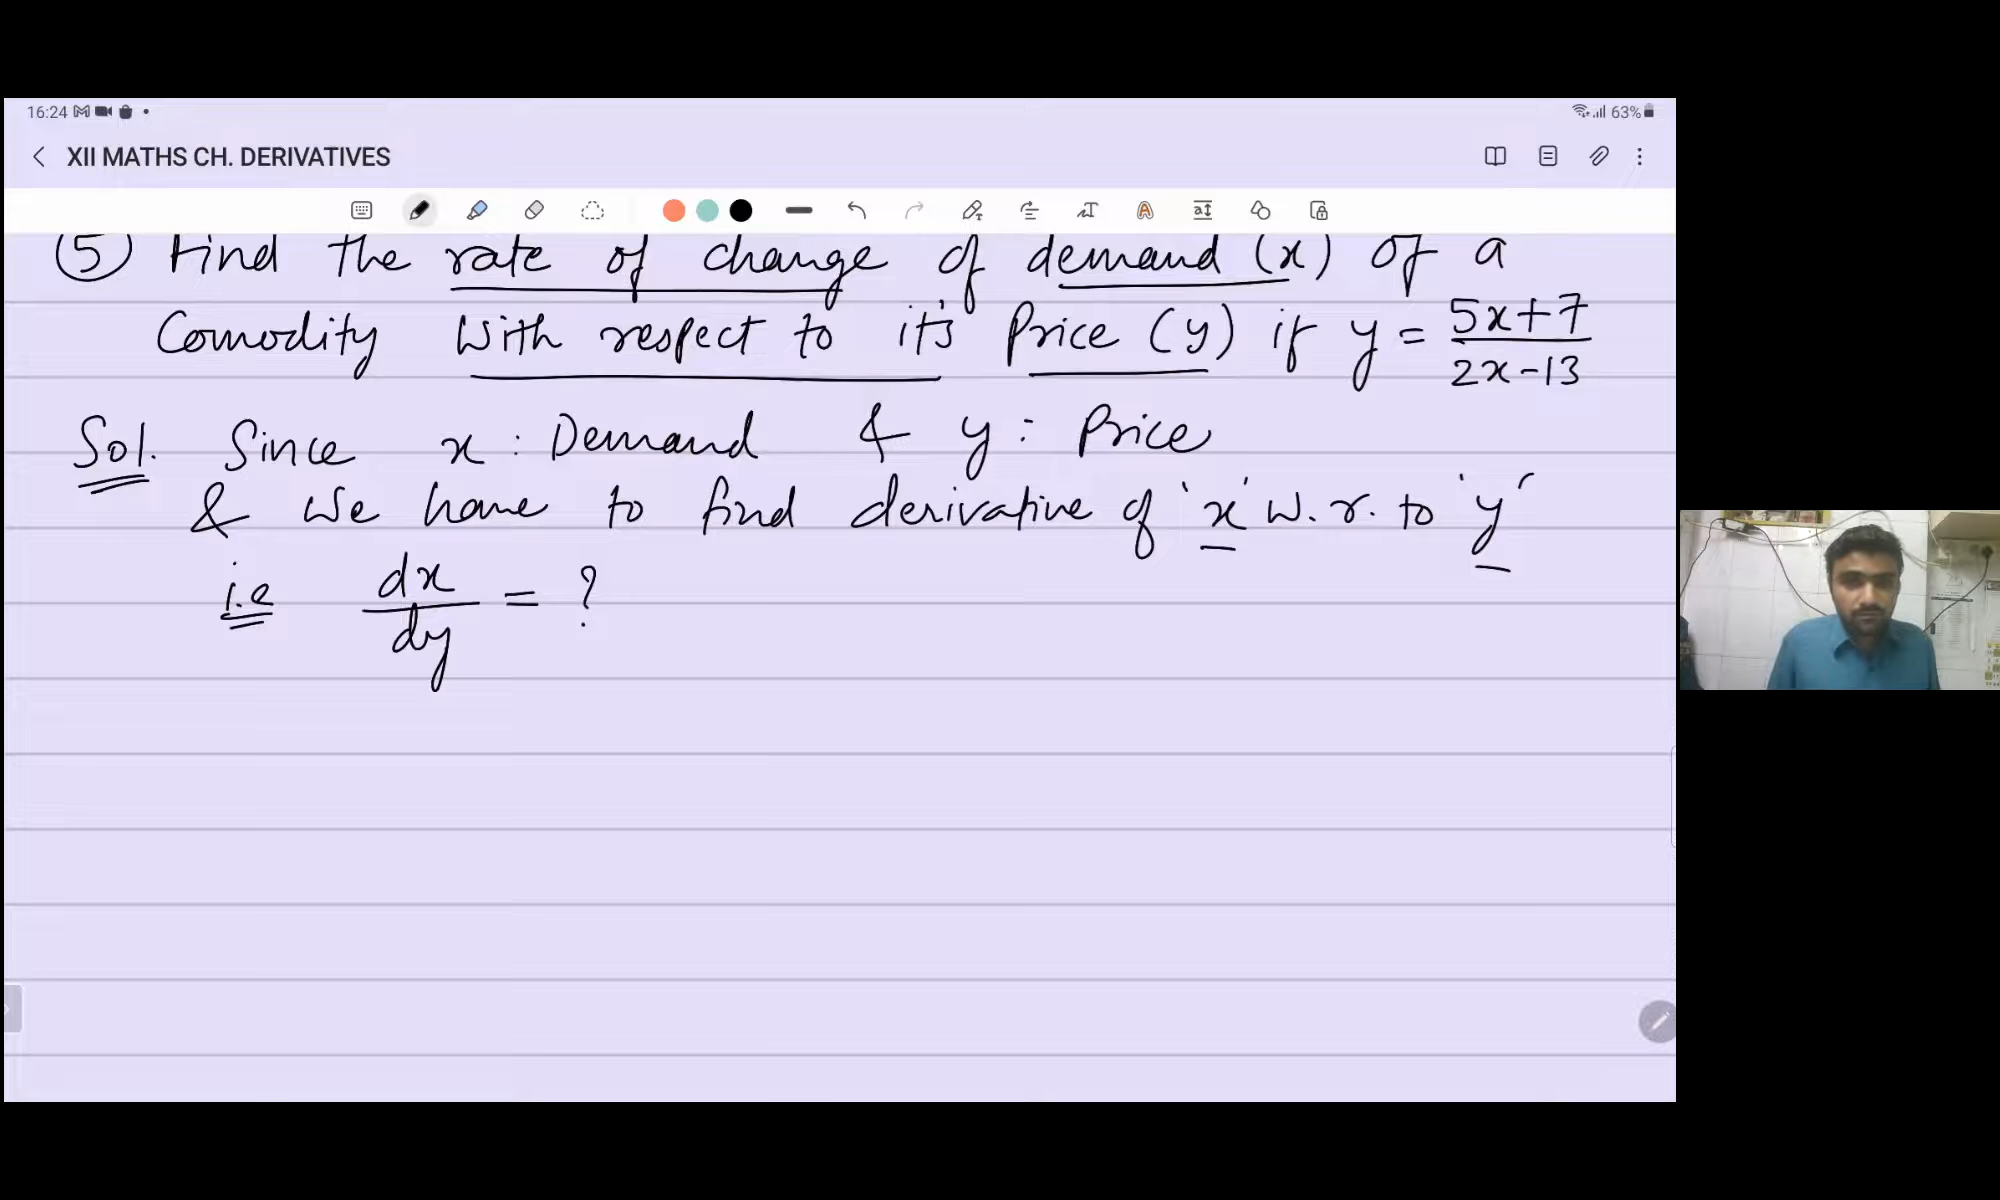 16:24
63%
XII MATHS CH. DERIVATIVES
(5) Find the rate of change of demand (x) of a
Comodity With respect to it's Price (y) if y = 5x+7 / 2x-13
Sol. Since x : Demand & y : Price
& We have to find derivative of 'x' w.r. to 'y'
i.e dx/dy = ?